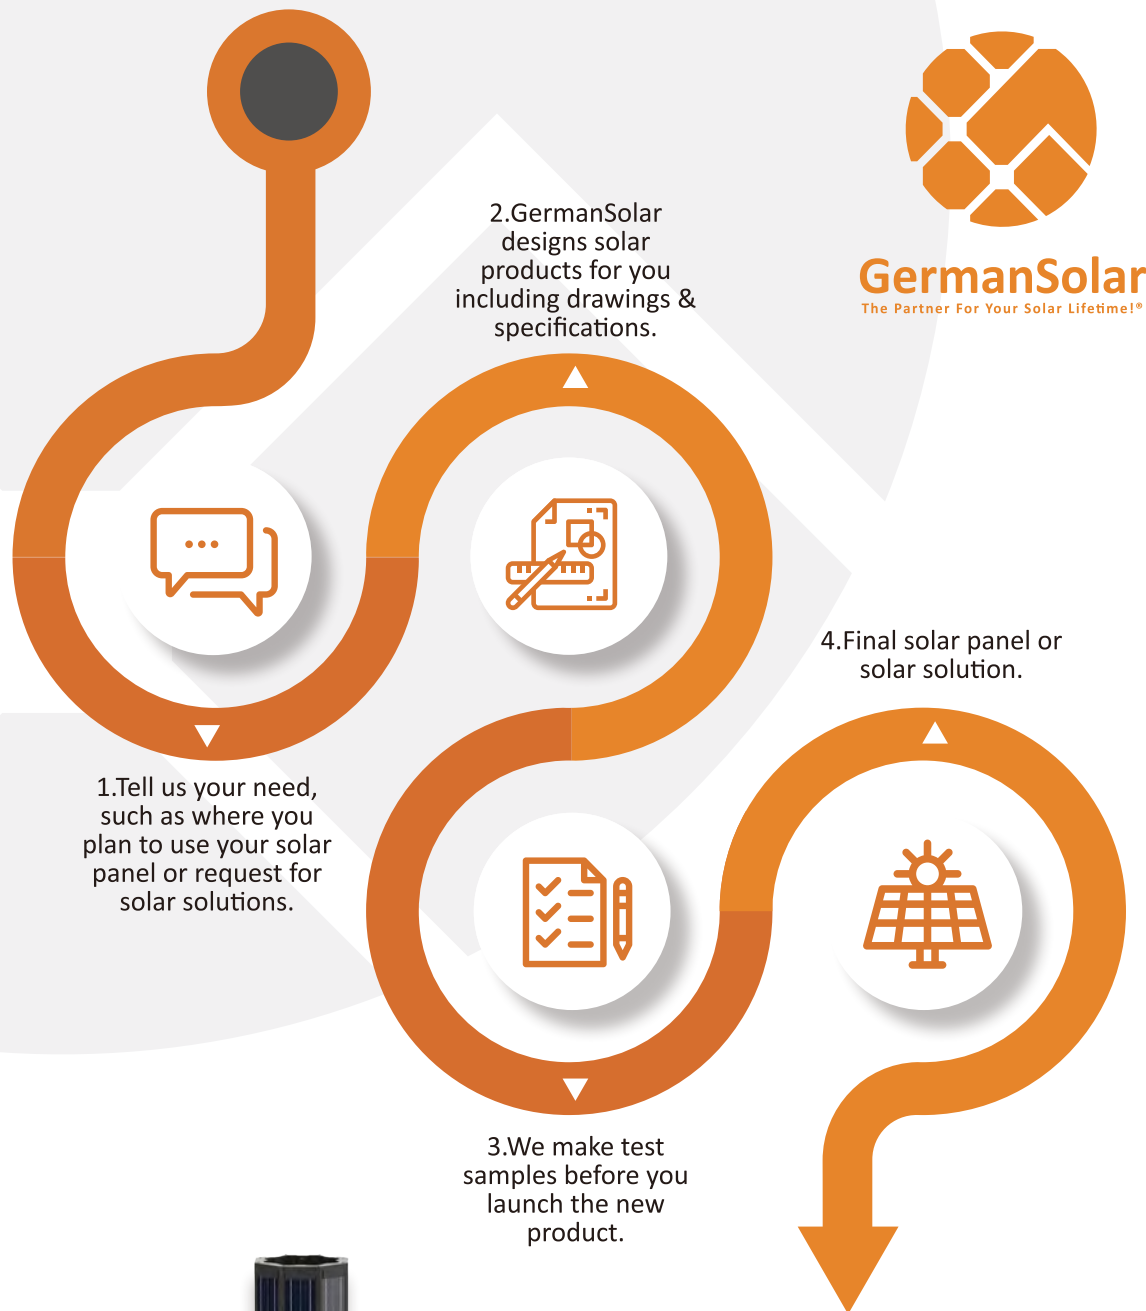 GermanSolar
The Partner For Your Solar Lifetime!®
2.GermanSolar
designs solar
products for you
including drawings &
specifications.
1.Tell us your need,
such as where you
plan to use your solar
panel or request for
solar solutions.
4.Final solar panel or
solar solution.
3.We make test
samples before you
launch the new
product.